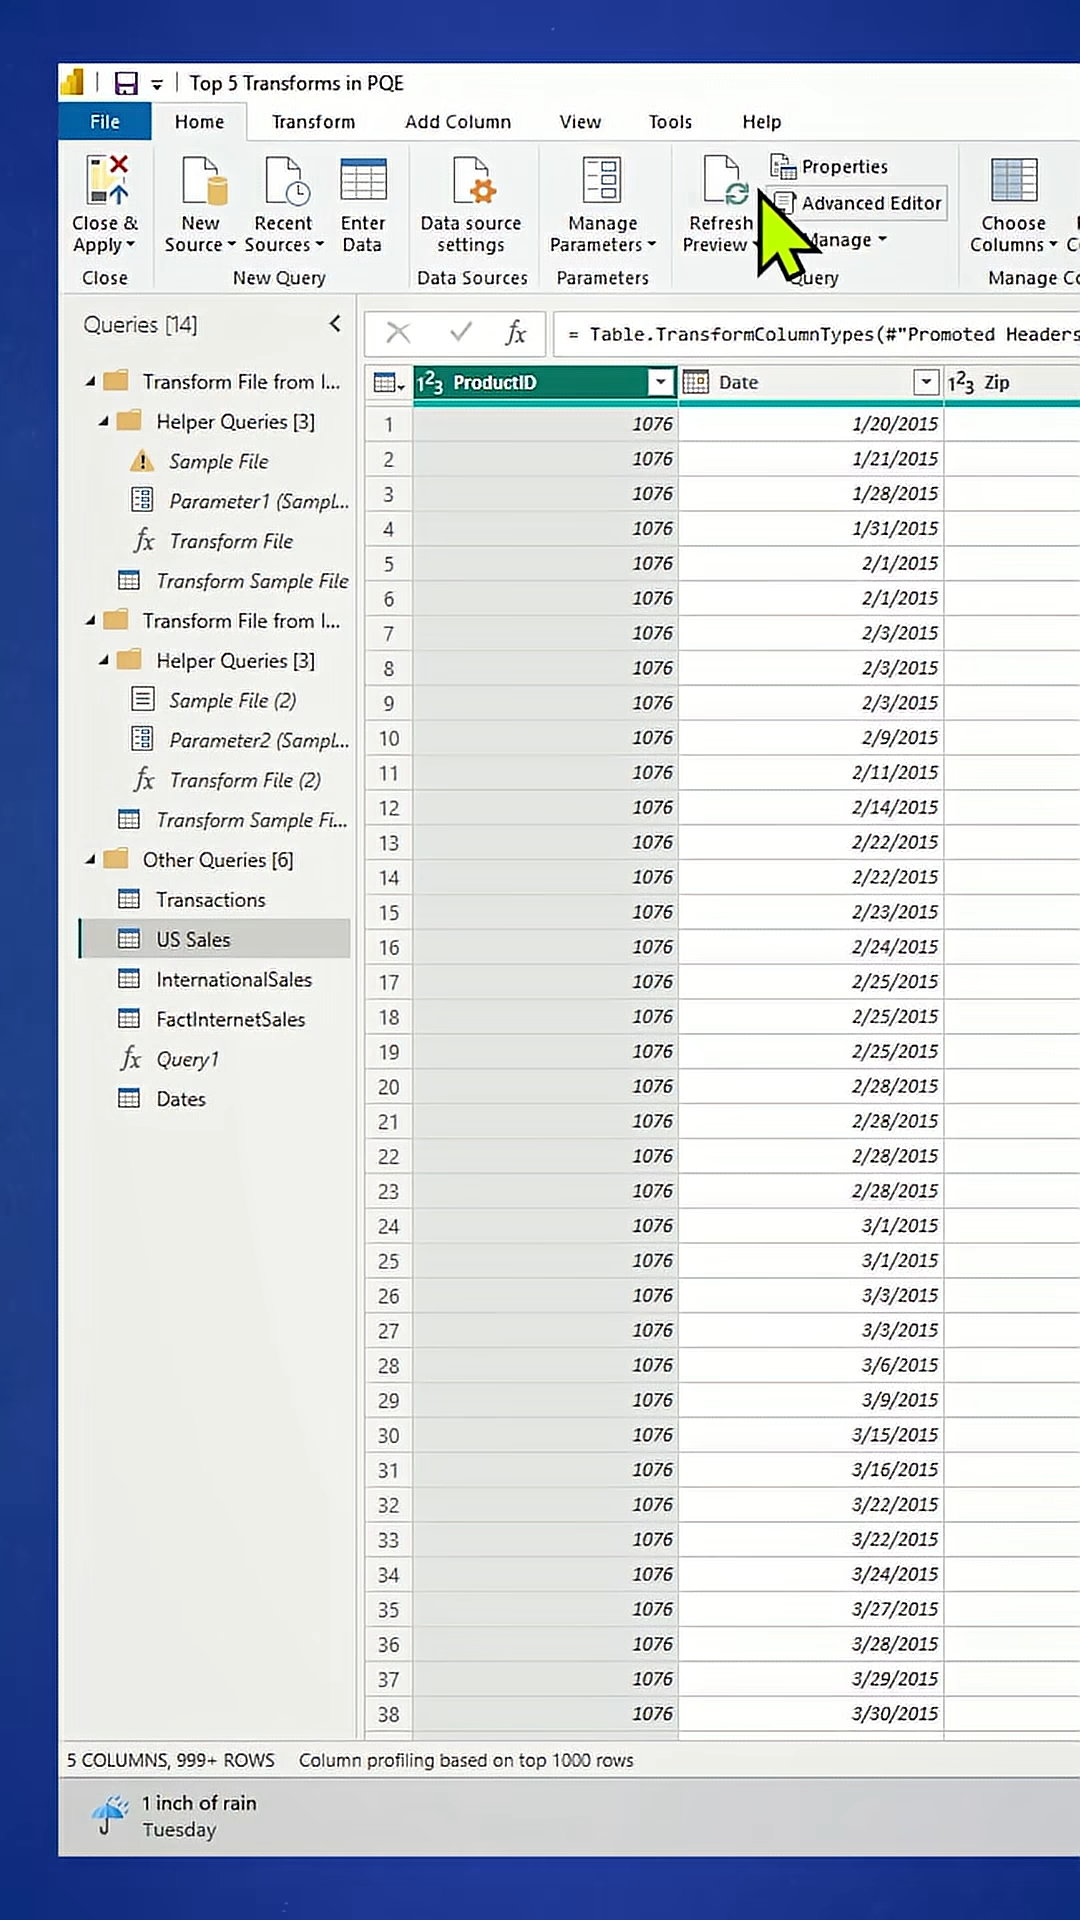 Top 5 Transforms in PQE
File Home Transform Add Column View Tools Help
Close & Apply
New Source
Recent Sources
Enter Data
Data source settings
Manage Parameters
Refresh Preview
Properties
Advanced Editor
Manage
Choose Columns
Close
New Query
Data Sources
Parameters
Query
Manage Co
Queries [14]
fx
= Table.TransformColumnTypes(#"Promoted Headers
Transform File from I...
Helper Queries [3]
Sample File
Parameter1 (Sampl...
fx Transform File
Transform Sample File
Transform File from I...
Helper Queries [3]
Sample File (2)
Parameter2 (Sampl...
fx Transform File (2)
Transform Sample Fi...
Other Queries [6]
Transactions
US Sales
InternationalSales
FactInternetSales
fx Query1
Dates
123 ProductID Date 123 Zip
1 1076 1/20/2015
2 1076 1/21/2015
3 1076 1/28/2015
4 1076 1/31/2015
5 1076 2/1/2015
6 1076 2/1/2015
7 1076 2/3/2015
8 1076 2/3/2015
9 1076 2/3/2015
10 1076 2/9/2015
11 1076 2/11/2015
12 1076 2/14/2015
13 1076 2/22/2015
14 1076 2/22/2015
15 1076 2/23/2015
16 1076 2/24/2015
17 1076 2/25/2015
18 1076 2/25/2015
19 1076 2/25/2015
20 1076 2/28/2015
21 1076 2/28/2015
22 1076 2/28/2015
23 1076 2/28/2015
24 1076 3/1/2015
25 1076 3/1/2015
26 1076 3/3/2015
27 1076 3/3/2015
28 1076 3/6/2015
29 1076 3/9/2015
30 1076 3/15/2015
31 1076 3/16/2015
32 1076 3/22/2015
33 1076 3/22/2015
34 1076 3/24/2015
35 1076 3/27/2015
36 1076 3/28/2015
37 1076 3/29/2015
38 1076 3/30/2015
5 COLUMNS, 999+ ROWS Column profiling based on top 1000 rows
1 inch of rain
Tuesday